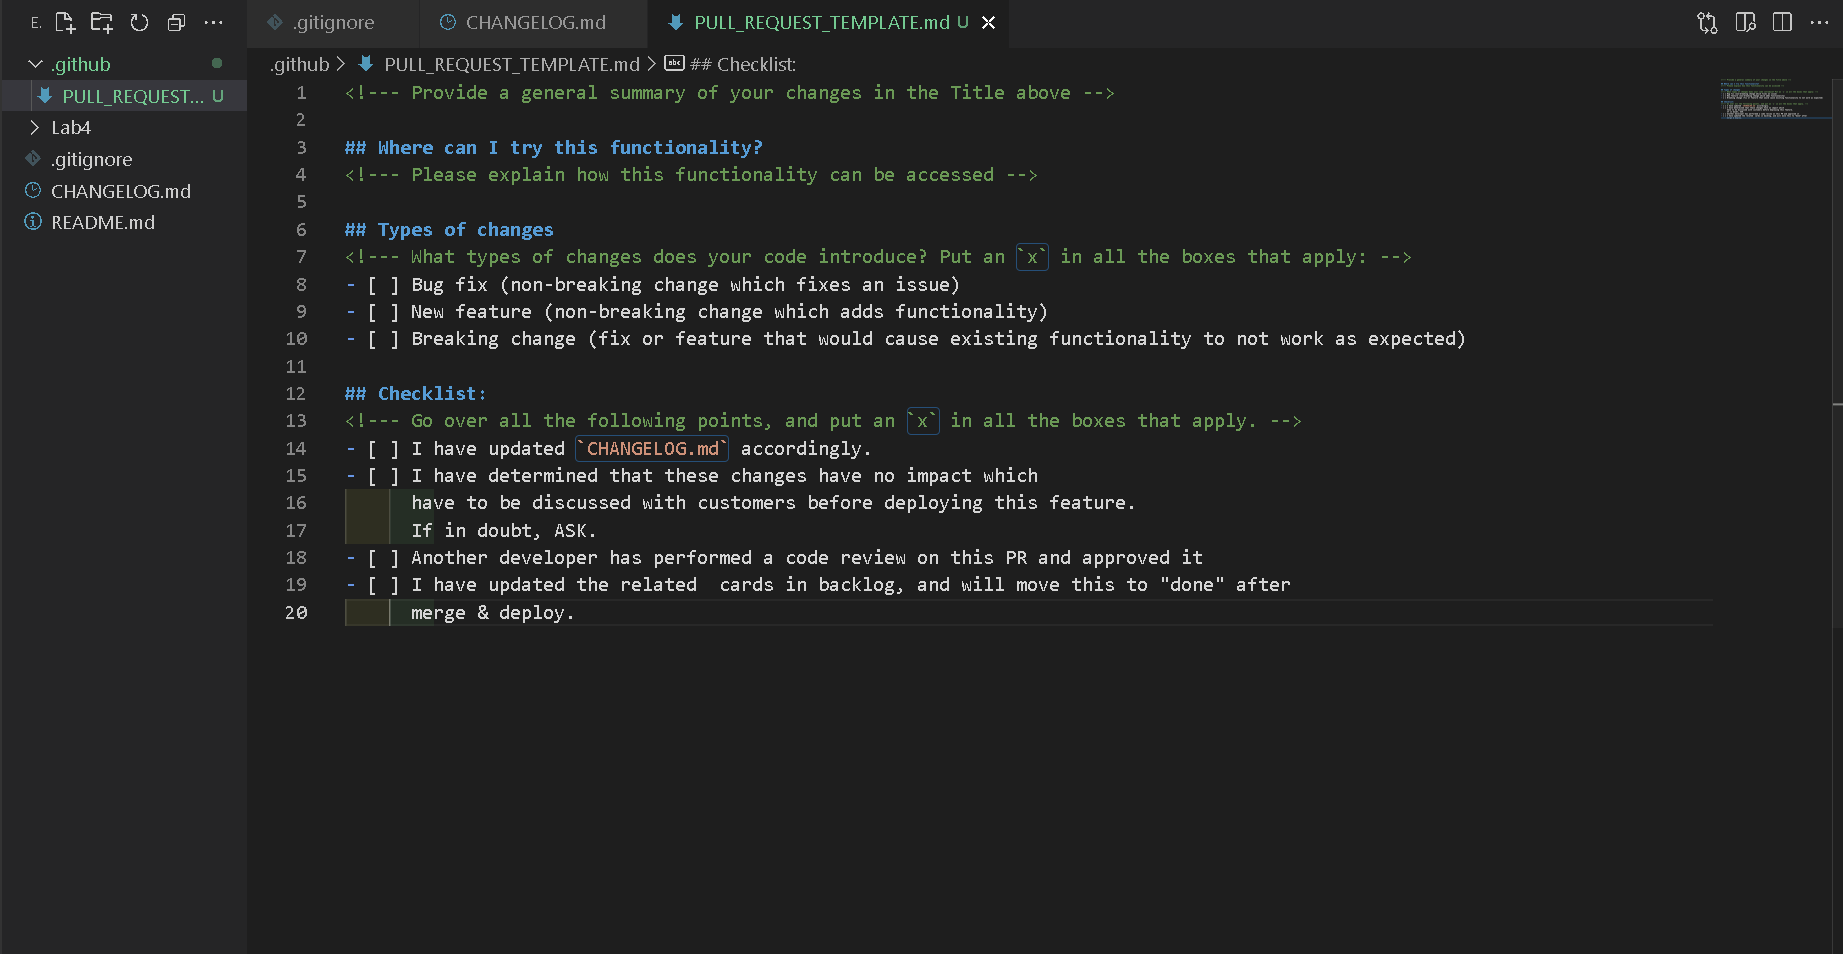 E.
.gitignore
CHANGELOG.md
PULL_REQUEST_TEMPLATE.md U
.github
PULL_REQUEST... U
Lab4
.gitignore
CHANGELOG.md
README.md
.github > PULL_REQUEST_TEMPLATE.md > abc ## Checklist:
1 <!--- Provide a general summary of your changes in the Title above -->
2
3 ## Where can I try this functionality?
4 <!--- Please explain how this functionality can be accessed -->
5
6 ## Types of changes
7 <!--- What types of changes does your code introduce? Put an `x` in all the boxes that apply: -->
8 - [ ] Bug fix (non-breaking change which fixes an issue)
9 - [ ] New feature (non-breaking change which adds functionality)
10 - [ ] Breaking change (fix or feature that would cause existing functionality to not work as expected)
11
12 ## Checklist:
13 <!--- Go over all the following points, and put an `x` in all the boxes that apply. -->
14 - [ ] I have updated `CHANGELOG.md` accordingly.
15 - [ ] I have determined that these changes have no impact which
16 have to be discussed with customers before deploying this feature.
17 If in doubt, ASK.
18 - [ ] Another developer has performed a code review on this PR and approved it
19 - [ ] I have updated the related  cards in backlog, and will move this to "done" after
20 merge & deploy.